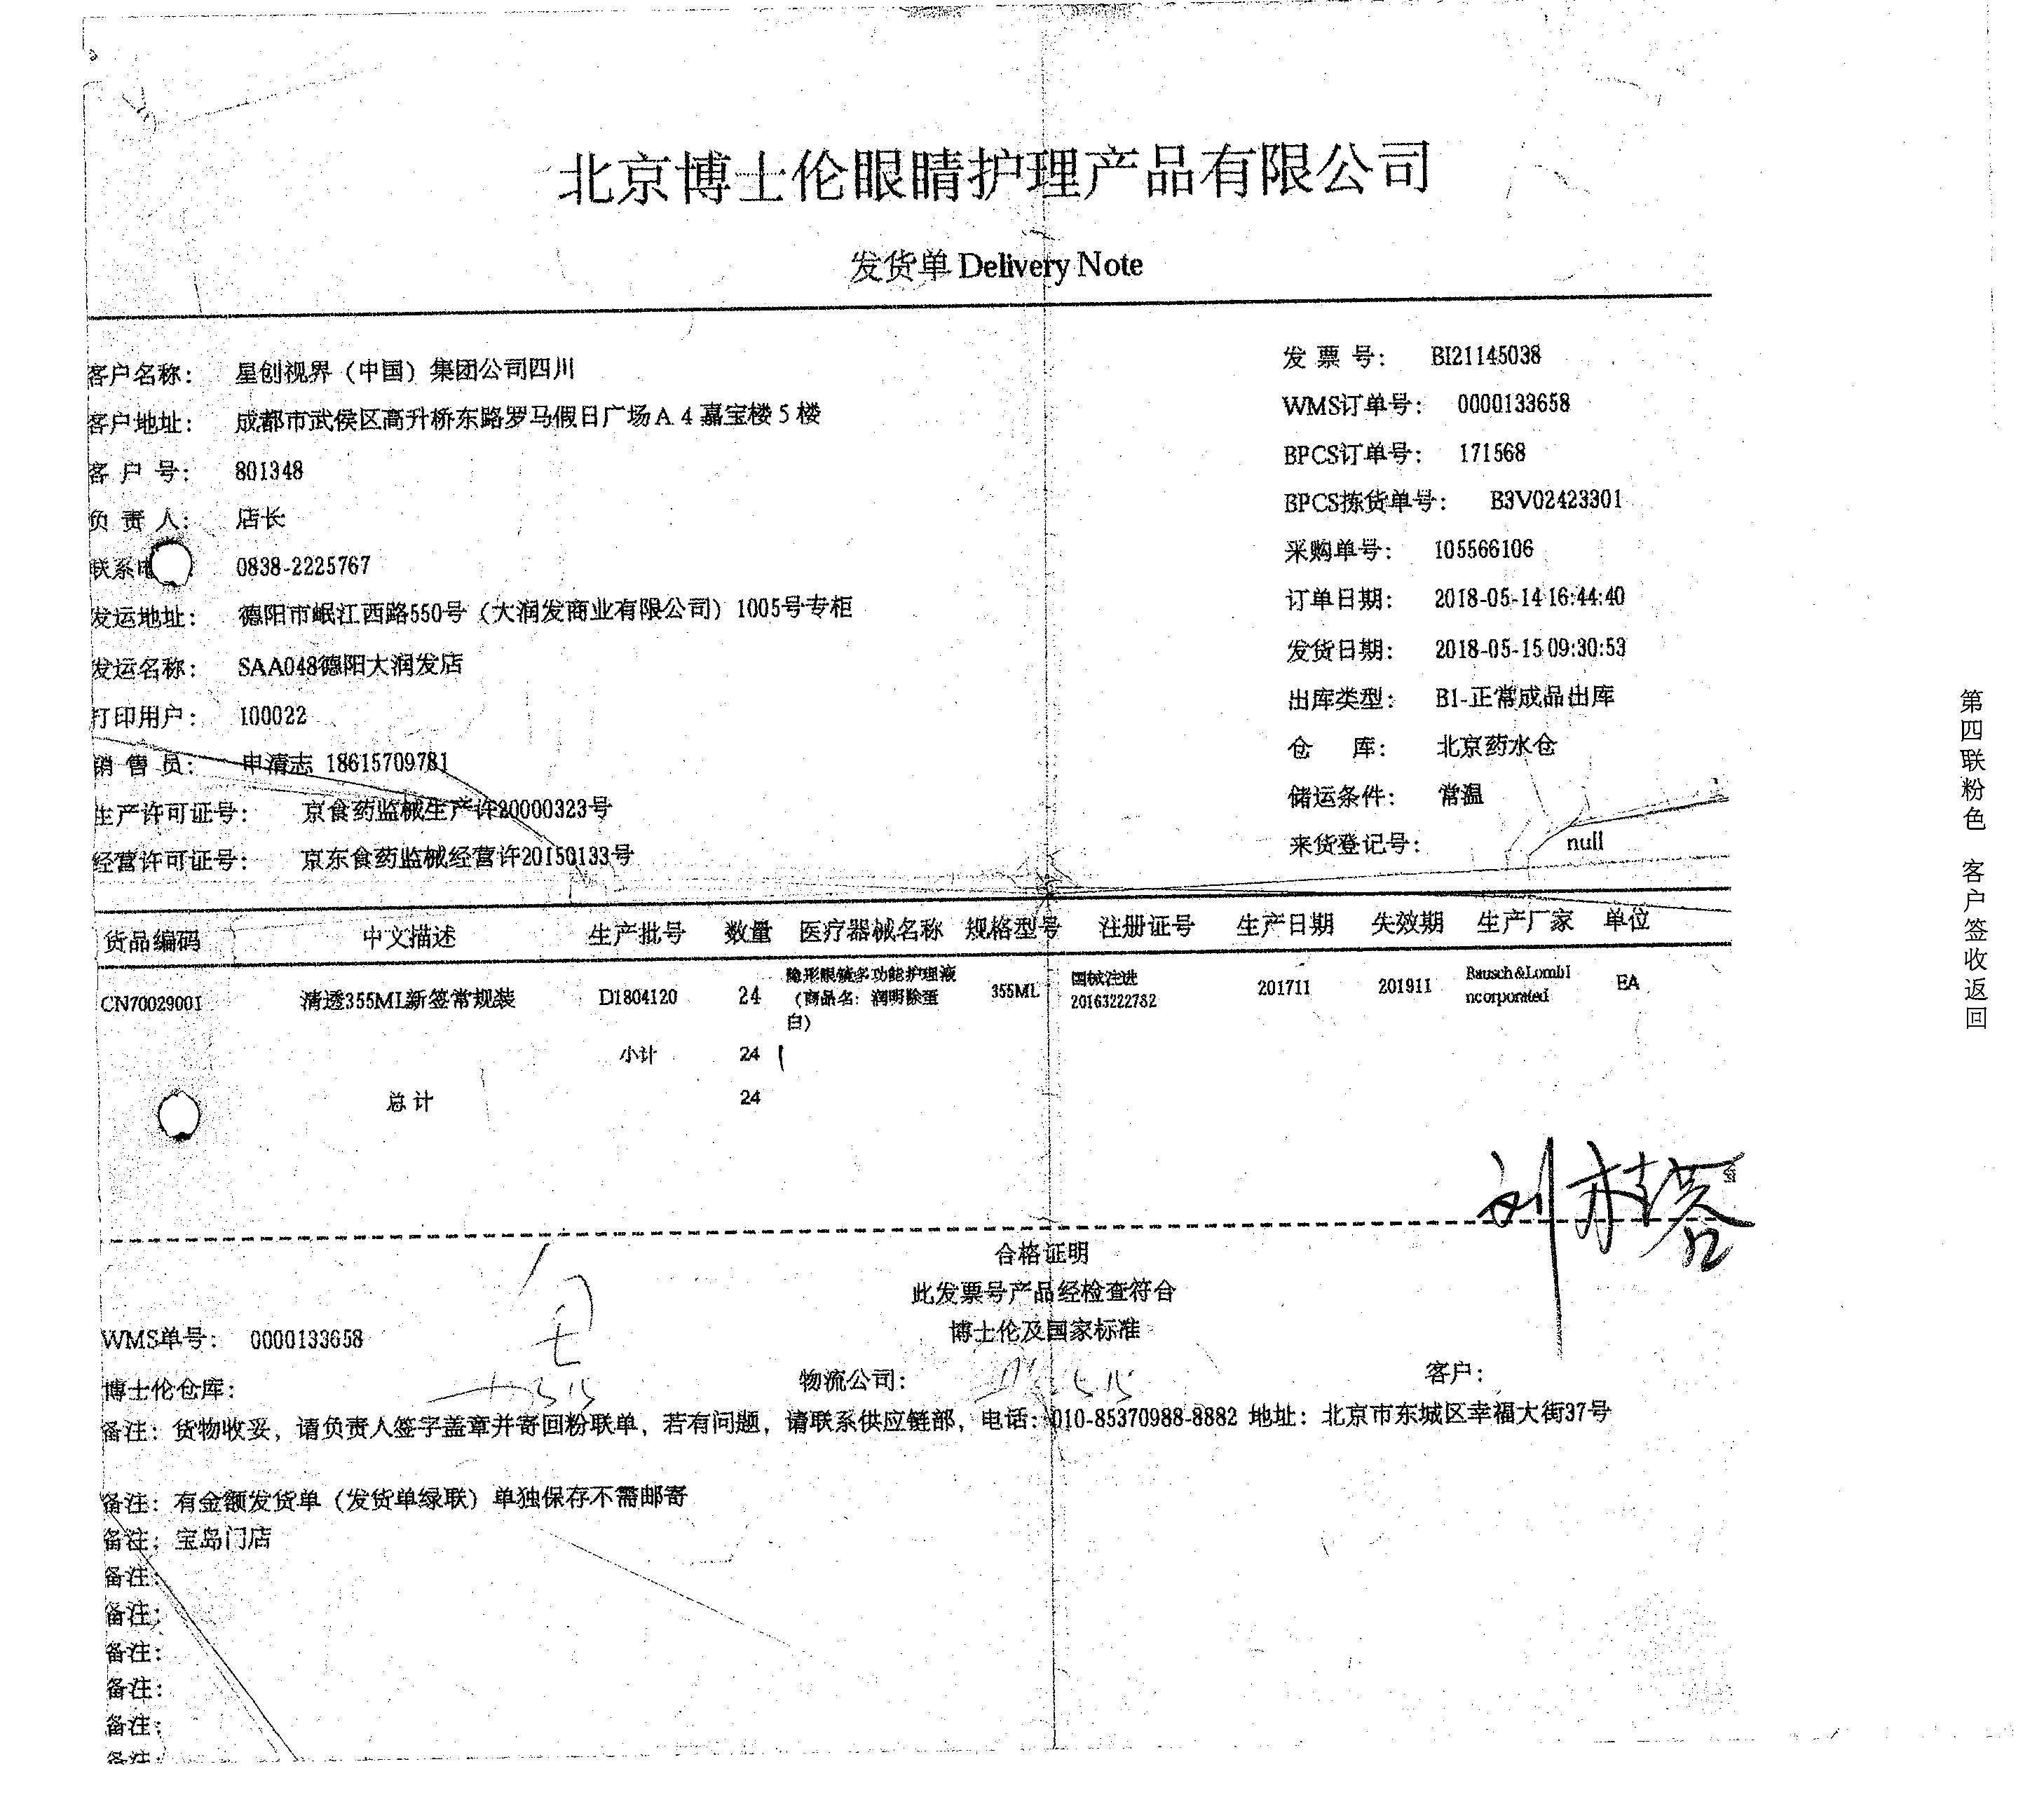 北京博士伦眼睛护理产品有限公司
发货单 Delivery Note
客户名称： 星创视界（中国）集团公司四川
客户地址： 成都市武侯区高升桥东路罗马假日广场A 4 嘉宝楼 5 楼
客 户 号： 801348
负 责 人： 店长
联系电 0838-2225767
发运地址： 德阳市岷江西路550号（大润发商业有限公司）1005号专柜
发运名称： SAA048德阳大润发店
打印用户： 100022
销 售 员： 申清志 18615709781
生产许可证号： 京食药监械生产许20000323号
经营许可证号： 京东食药监械经营许20150133号
发 票 号： BI21145038
WMS订单号： 0000133658
BPCS订单号： 171568
BPCS拣货单号： B3V02423301
采购单号： 105566106
订单日期： 2018-05-14 16:44:40
发货日期： 2018-05-15 09:30:53
出库类型： B1-正常成品出库
仓 库： 北京药水仓
储运条件： 常温
来货登记号： null
货品编码 中文描述 生产批号 数量 医疗器械名称 规格型号 注册证号 生产日期 失效期 生产厂家 单位
CN70029001 清透355ML新签常规装 D1804120 24 隐形眼镜多功能护理液（商品名：润明除蛋白） 355ML 国械注进20163222782 201711 201911 Bausch&Lomb Incorporated EA
小计 24
总 计 24
合格证明
此发票号产品经检查符合
博士伦及国家标准
WMS单号： 0000133658
博士伦仓库： 物流公司： 客户：
备注：货物收妥，请负责人签字盖章并寄回粉联单，若有问题，请联系供应链部，电话：010-85370988-8882 地址：北京市东城区幸福大街37号
备注：有金额发货单（发货单绿联）单独保存不需邮寄
备注：宝岛门店
备注：
备注：
备注：
备注：
备注：
备注：
第四联粉色 客户签收返回